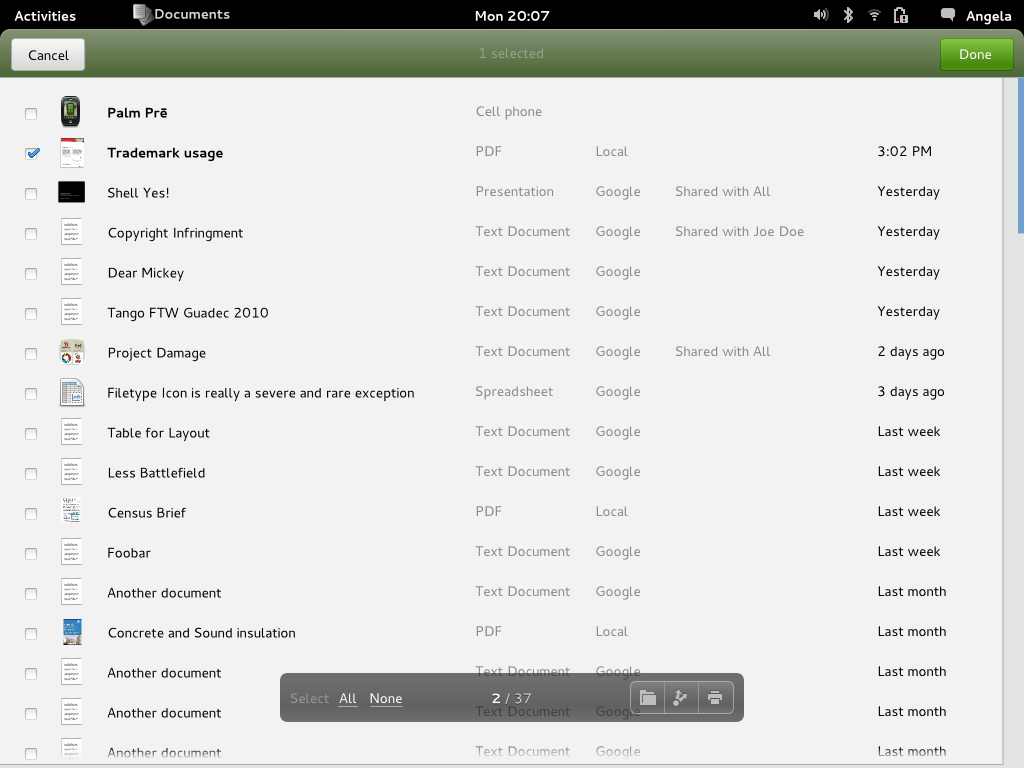 Activities Documents Mon 20:07 Angela
Cancel 1 selected Done
Palm Prē Cell phone
Trademark usage PDF Local 3:02 PM
Shell Yes! Presentation Google Shared with All Yesterday
Copyright Infringment Text Document Google Shared with Joe Doe Yesterday
Dear Mickey Text Document Google Yesterday
Tango FTW Guadec 2010 Text Document Google Yesterday
Project Damage Text Document Google Shared with All 2 days ago
Filetype Icon is really a severe and rare exception Spreadsheet Google 3 days ago
Table for Layout Text Document Google Last week
Less Battlefield Text Document Google Last week
Census Brief PDF Local Last week
Foobar Text Document Google Last week
Another document Text Document Google Last month
Concrete and Sound insulation PDF Local Last month
Another document Text Document Google Last month
Select All None 2 / 37
Another document Text Document Google Last month
Another document Text Document Google Last month